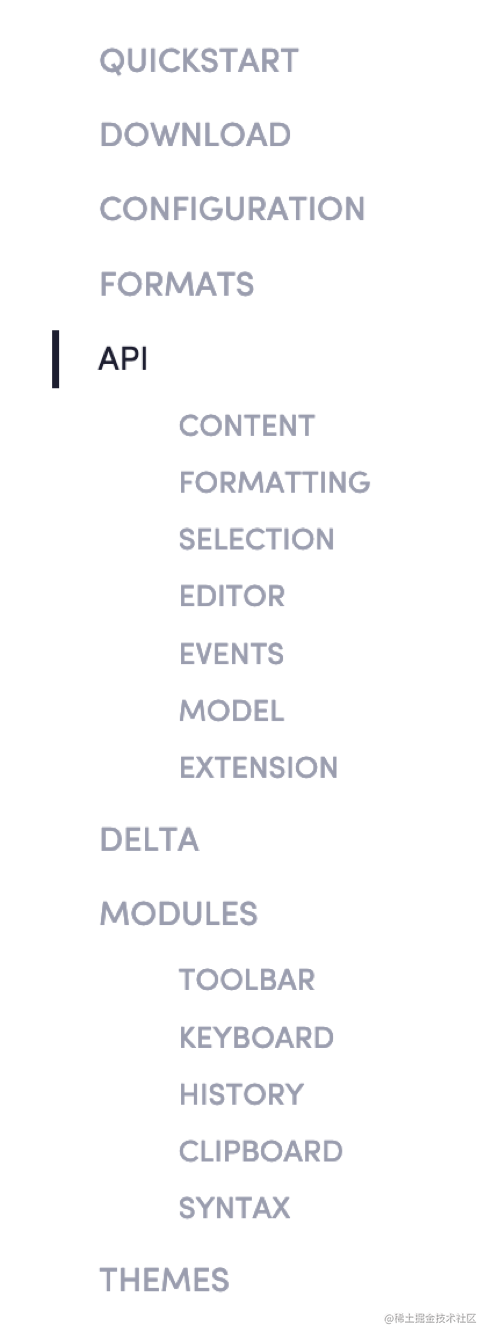 QUICKSTART
DOWNLOAD
CONFIGURATION
FORMATS
API
CONTENT
FORMATTING
SELECTION
EDITOR
EVENTS
MODEL
EXTENSION
DELTA
MODULES
TOOLBAR
KEYBOARD
HISTORY
CLIPBOARD
SYNTAX
THEMES
@稀土掘金技术社区